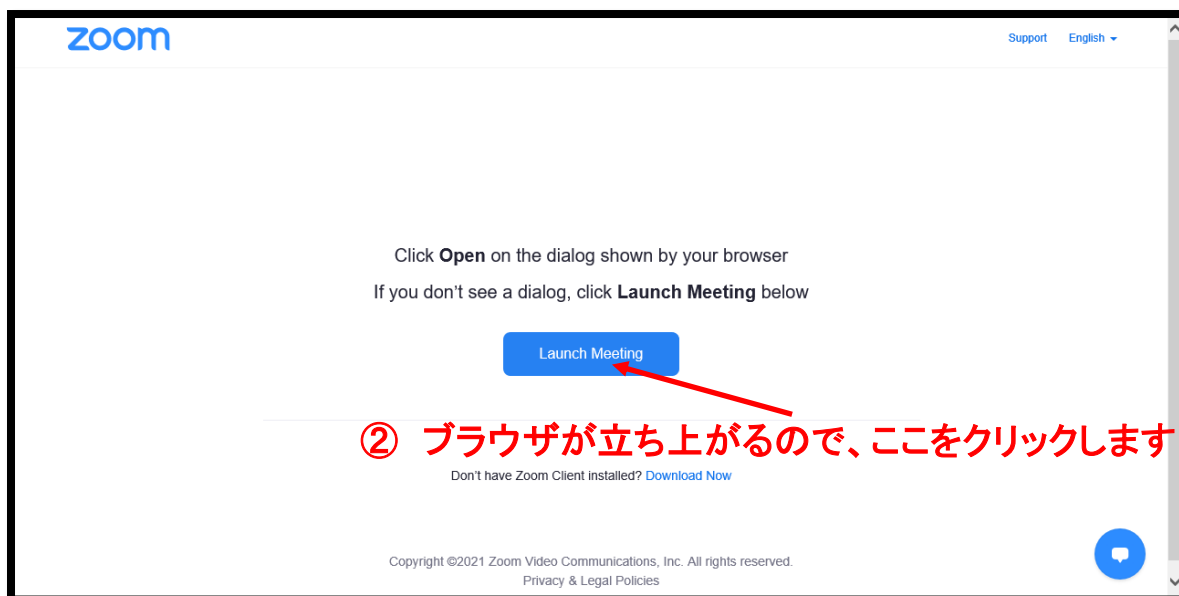 zoom
Support English
Click Open on the dialog shown by your browser
If you don't see a dialog, click Launch Meeting below
Launch Meeting
② ブラウザが立ち上がるので、ここをクリックします
Don't have Zoom Client installed? Download Now
Copyright ©2021 Zoom Video Communications, Inc. All rights reserved.
Privacy & Legal Policies